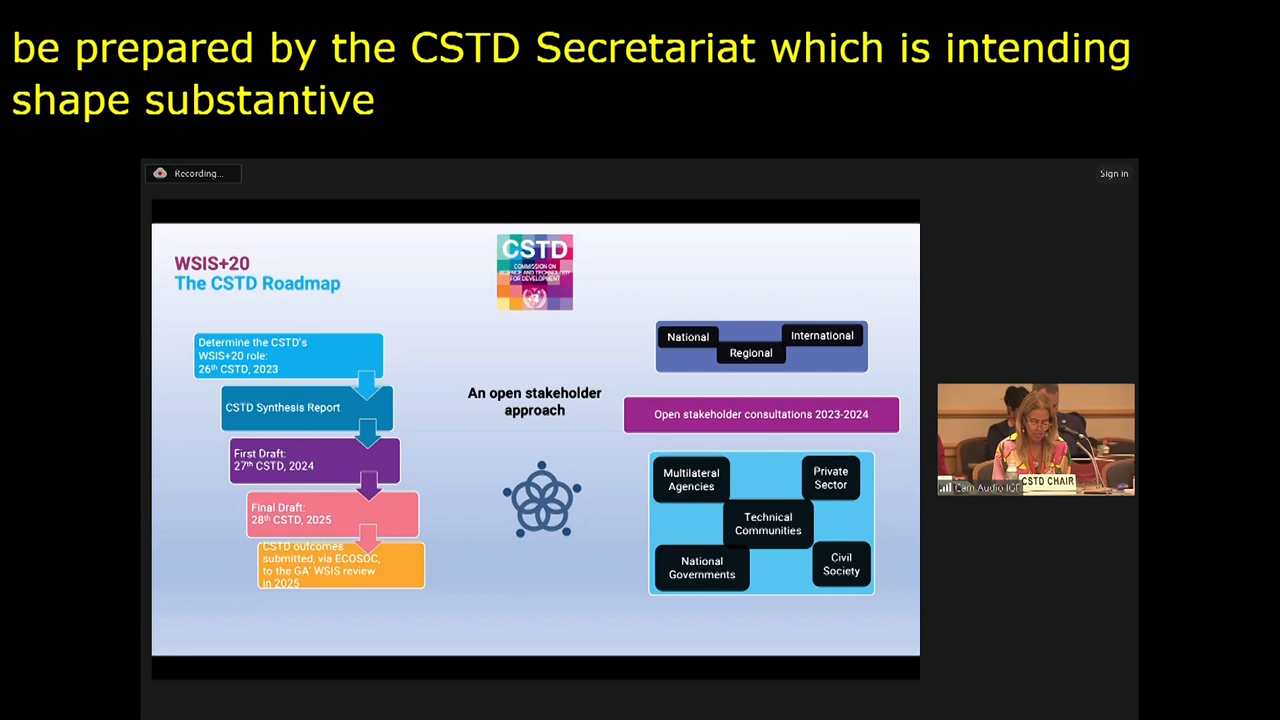 be prepared by the CSTD Secretariat which is intending
shape substantive
Recording...
Sign in
WSIS+20
The CSTD Roadmap
CSTD
COMMISSION ON
SCIENCE AND TECHNOLOGY
FOR DEVELOPMENT
Determine the CSTD's
WSIS+20 role:
26th CSTD, 2023
CSTD Synthesis Report
First Draft:
27th CSTD, 2024
Final Draft:
28th CSTD, 2025
CSTD outcomes
submitted, via ECOSOC,
to the GA' WSIS review
in 2025
An open stakeholder
approach
National
Regional
International
Open stakeholder consultations 2023-2024
Multilateral
Agencies
Private
Sector
Technical
Communities
National
Governments
Civil
Society
CSTD CHAIR
Cam Audio IGF